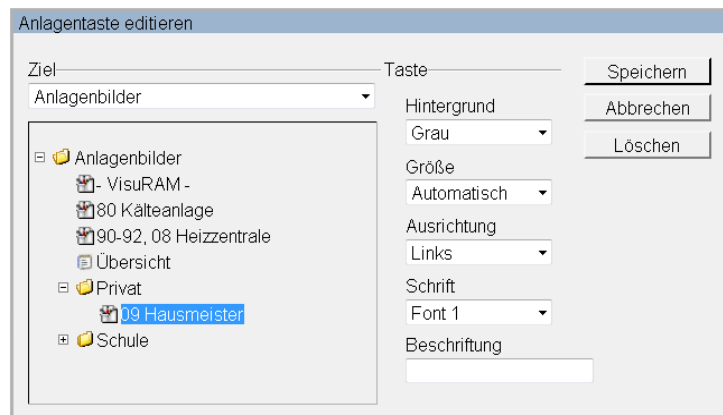 Anlagentaste editieren
Ziel
Anlagenbilder
Anlagenbilder
- VisuRAM -
80 Kälteanlage
90-92, 08 Heizzentrale
Übersicht
Privat
09 Hausmeister
Schule
Taste
Hintergrund
Grau
Größe
Automatisch
Ausrichtung
Links
Schrift
Font 1
Beschriftung
Speichern
Abbrechen
Löschen